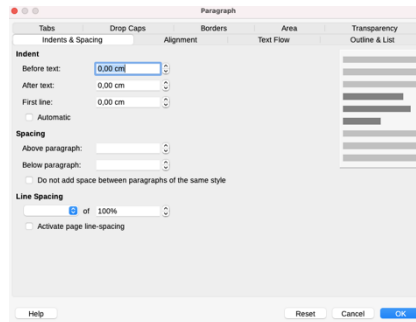 Paragraph
Tabs Drop Caps Borders Area Transparency
Indents & Spacing Alignment Text Flow Outline & List
Indent
Before text: 0,00 cm
After text: 0,00 cm
First line: 0,00 cm
Automatic
Spacing
Above paragraph:
Below paragraph:
Do not add space between paragraphs of the same style
Line Spacing
of 100%
Activate page line-spacing
Help Reset Cancel OK